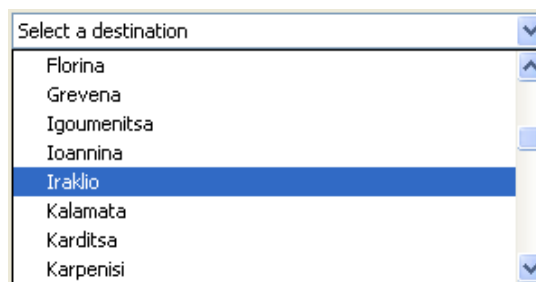 Select a destination
Florina
Grevena
Igoumenitsa
Ioannina
Iraklio
Kalamata
Karditsa
Karpenisi